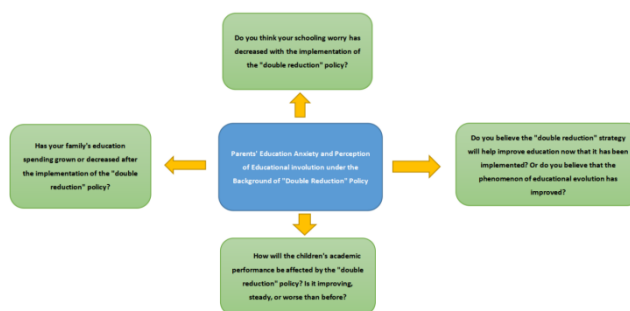 Do you think your schooling worry has
decreased with the implementation of
the "double reduction" policy?
Has your family's education
spending grown or decreased after
the implementation of the "double
reduction" policy?
Parents' Education Anxiety and Perception
of Educational involution under the
Background of "Double Reduction" Policy
Do you believe the "double reduction" strategy
will help improve education now that it has been
implemented? Or do you believe that the
phenomenon of educational evolution has
improved?
How will the children's academic
performance be affected by the "double
reduction" policy? Is it improving,
steady, or worse than before?